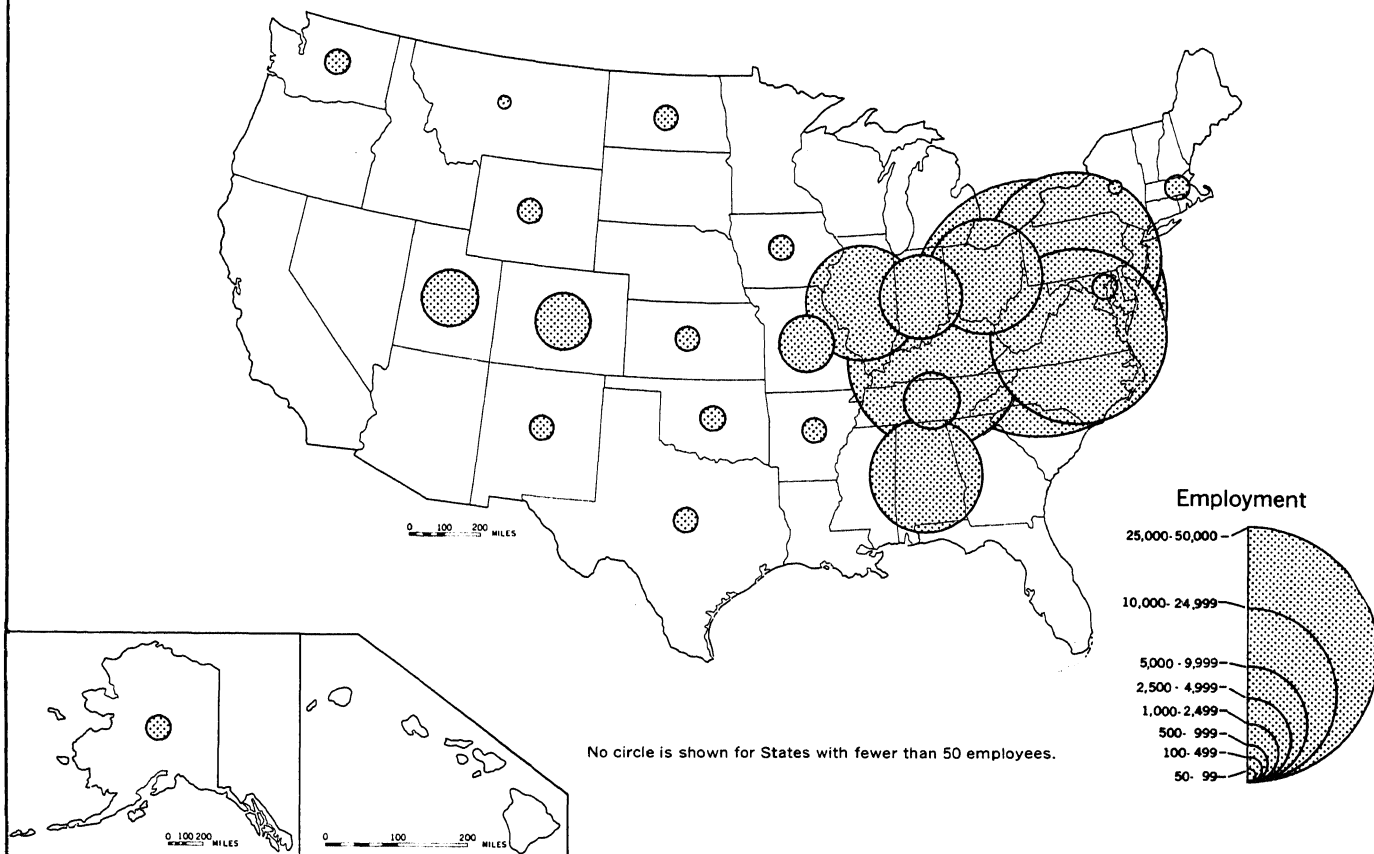 0 100 200 MILES
Employment
25,000-50,000
10,000- 24,999
5,000 - 9,999
2,500 - 4,999
1,000- 2,499
500- 999
100- 499
50- 99
No circle is shown for States with fewer than 50 employees.
0 100 200 MILES
0 100 200 MILES